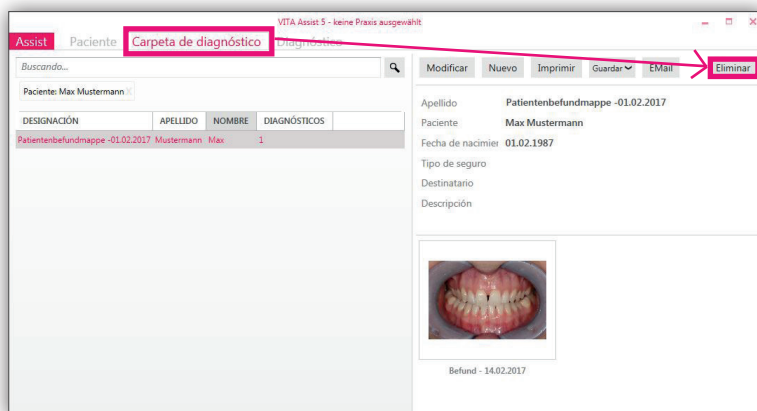 VITA Assist 5 - keine Praxis ausgewählt
Assist Paciente Carpeta de diagnóstico Diagnóstico
Buscando...
Paciente: Max Mustermann X
DESIGNACIÓN APELLIDO NOMBRE DIAGNÓSTICOS
Patientenbefundmappe -01.02.2017 Mustermann Max 1
Modificar Nuevo Imprimir Guardar EMail Eliminar
Apellido Patientenbefundmappe -01.02.2017
Paciente Max Mustermann
Fecha de nacimier 01.02.1987
Tipo de seguro
Destinatario
Descripción
Befund - 14.02.2017